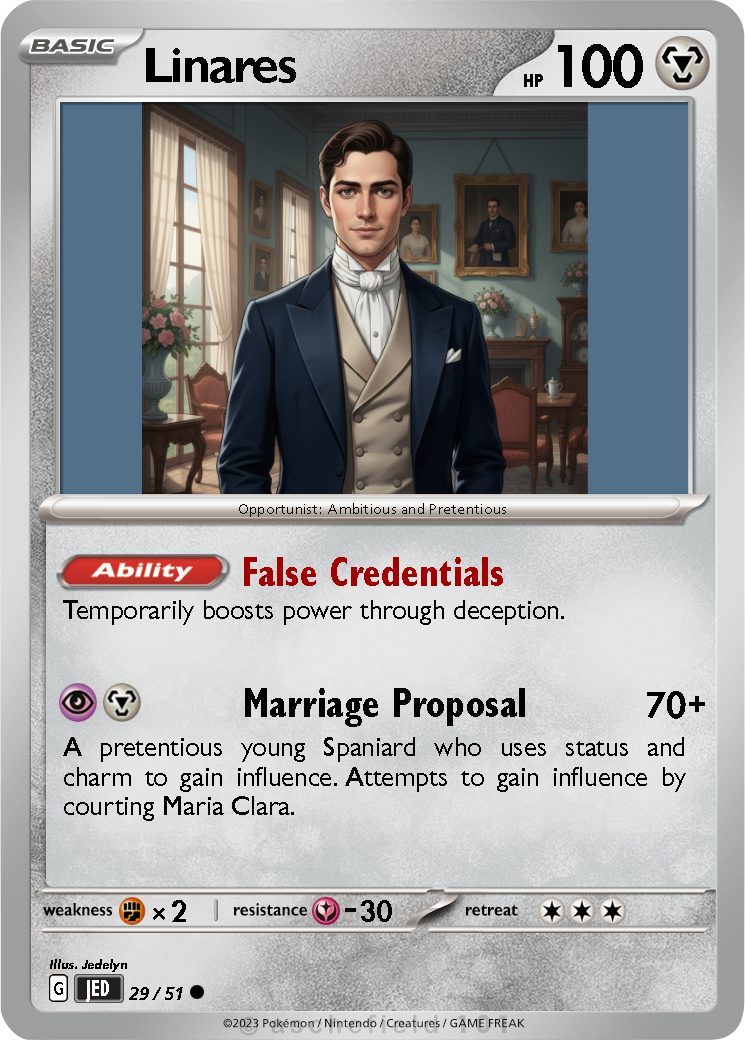 BASIC
Linares
HP 100
Opportunist: Ambitious and Pretentious
Ability False Credentials
Temporarily boosts power through deception.
Marriage Proposal 70+
A pretentious young Spaniard who uses status and
charm to gain influence. Attempts to gain influence by
courting Maria Clara.
weakness ×2 resistance -30 retreat
Illus. Jedelyn
G JED 29 / 51
©2023 Pokémon / Nintendo / Creatures / GAME FREAK